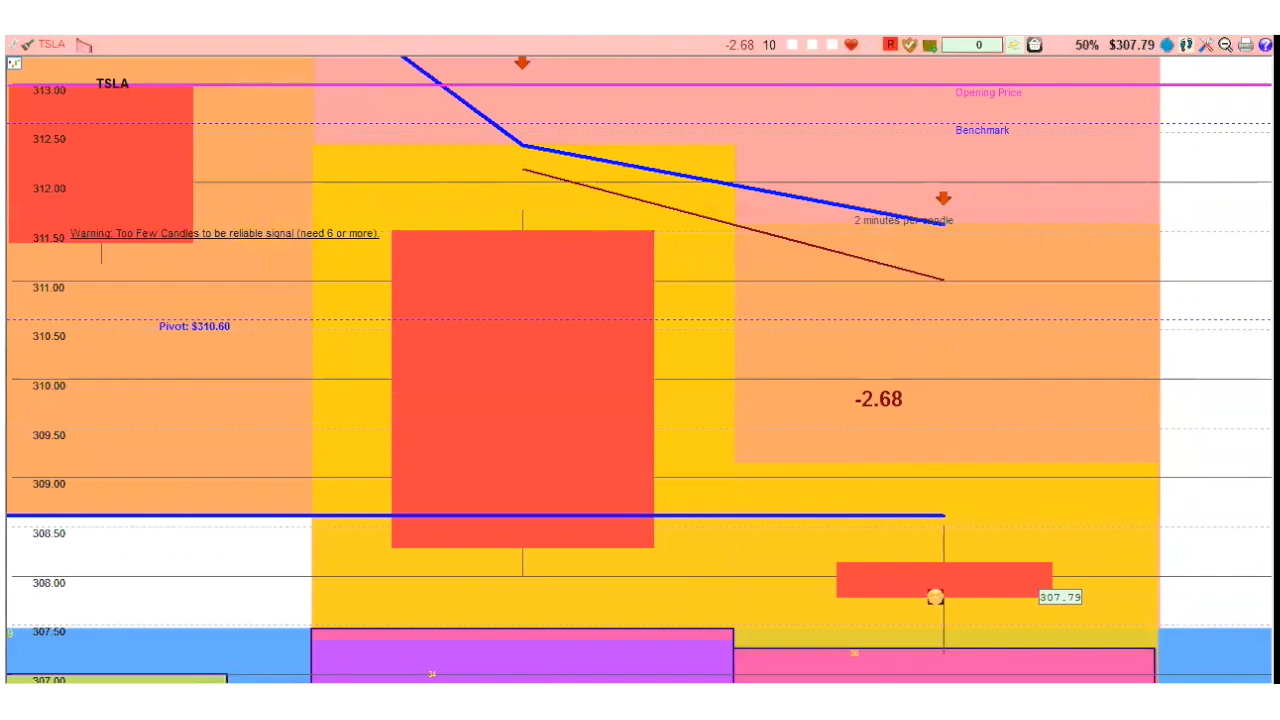 TSLA
-2.68 10
R
0
50% $307.79
TSLA
313.00
Opening Price
Benchmark
312.50
312.00
2 minutes per candle
311.50
Warning: Too Few Candles to be reliable signal (need 6 or more).
311.00
Pivot: $310.60
310.50
310.00
-2.68
309.50
309.00
308.50
308.00
307.79
307.50
9
36
34
307.00